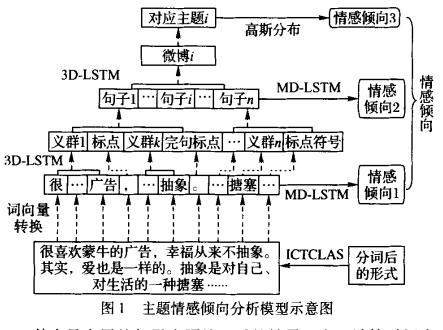 对应主题i
高斯分布
情感倾向3
微博i
3D-LSTM
MD-LSTM
句子1 … 句子i … 句子n
情感倾向2
情感倾向
义群1 标点 义群k 完句标点 … 义群n 标点符号
3D-LSTM
很 … 广告 , … 抽象 。 … 搪塞 …
MD-LSTM
情感倾向1
词向量转换
很喜欢蒙牛的广告，幸福从来不抽象。
其实，爱也是一样的。抽象是对自己、
对生活的一种搪塞……
ICTCLAS
分词后的形式
图1 主题情感倾向分析模型示意图